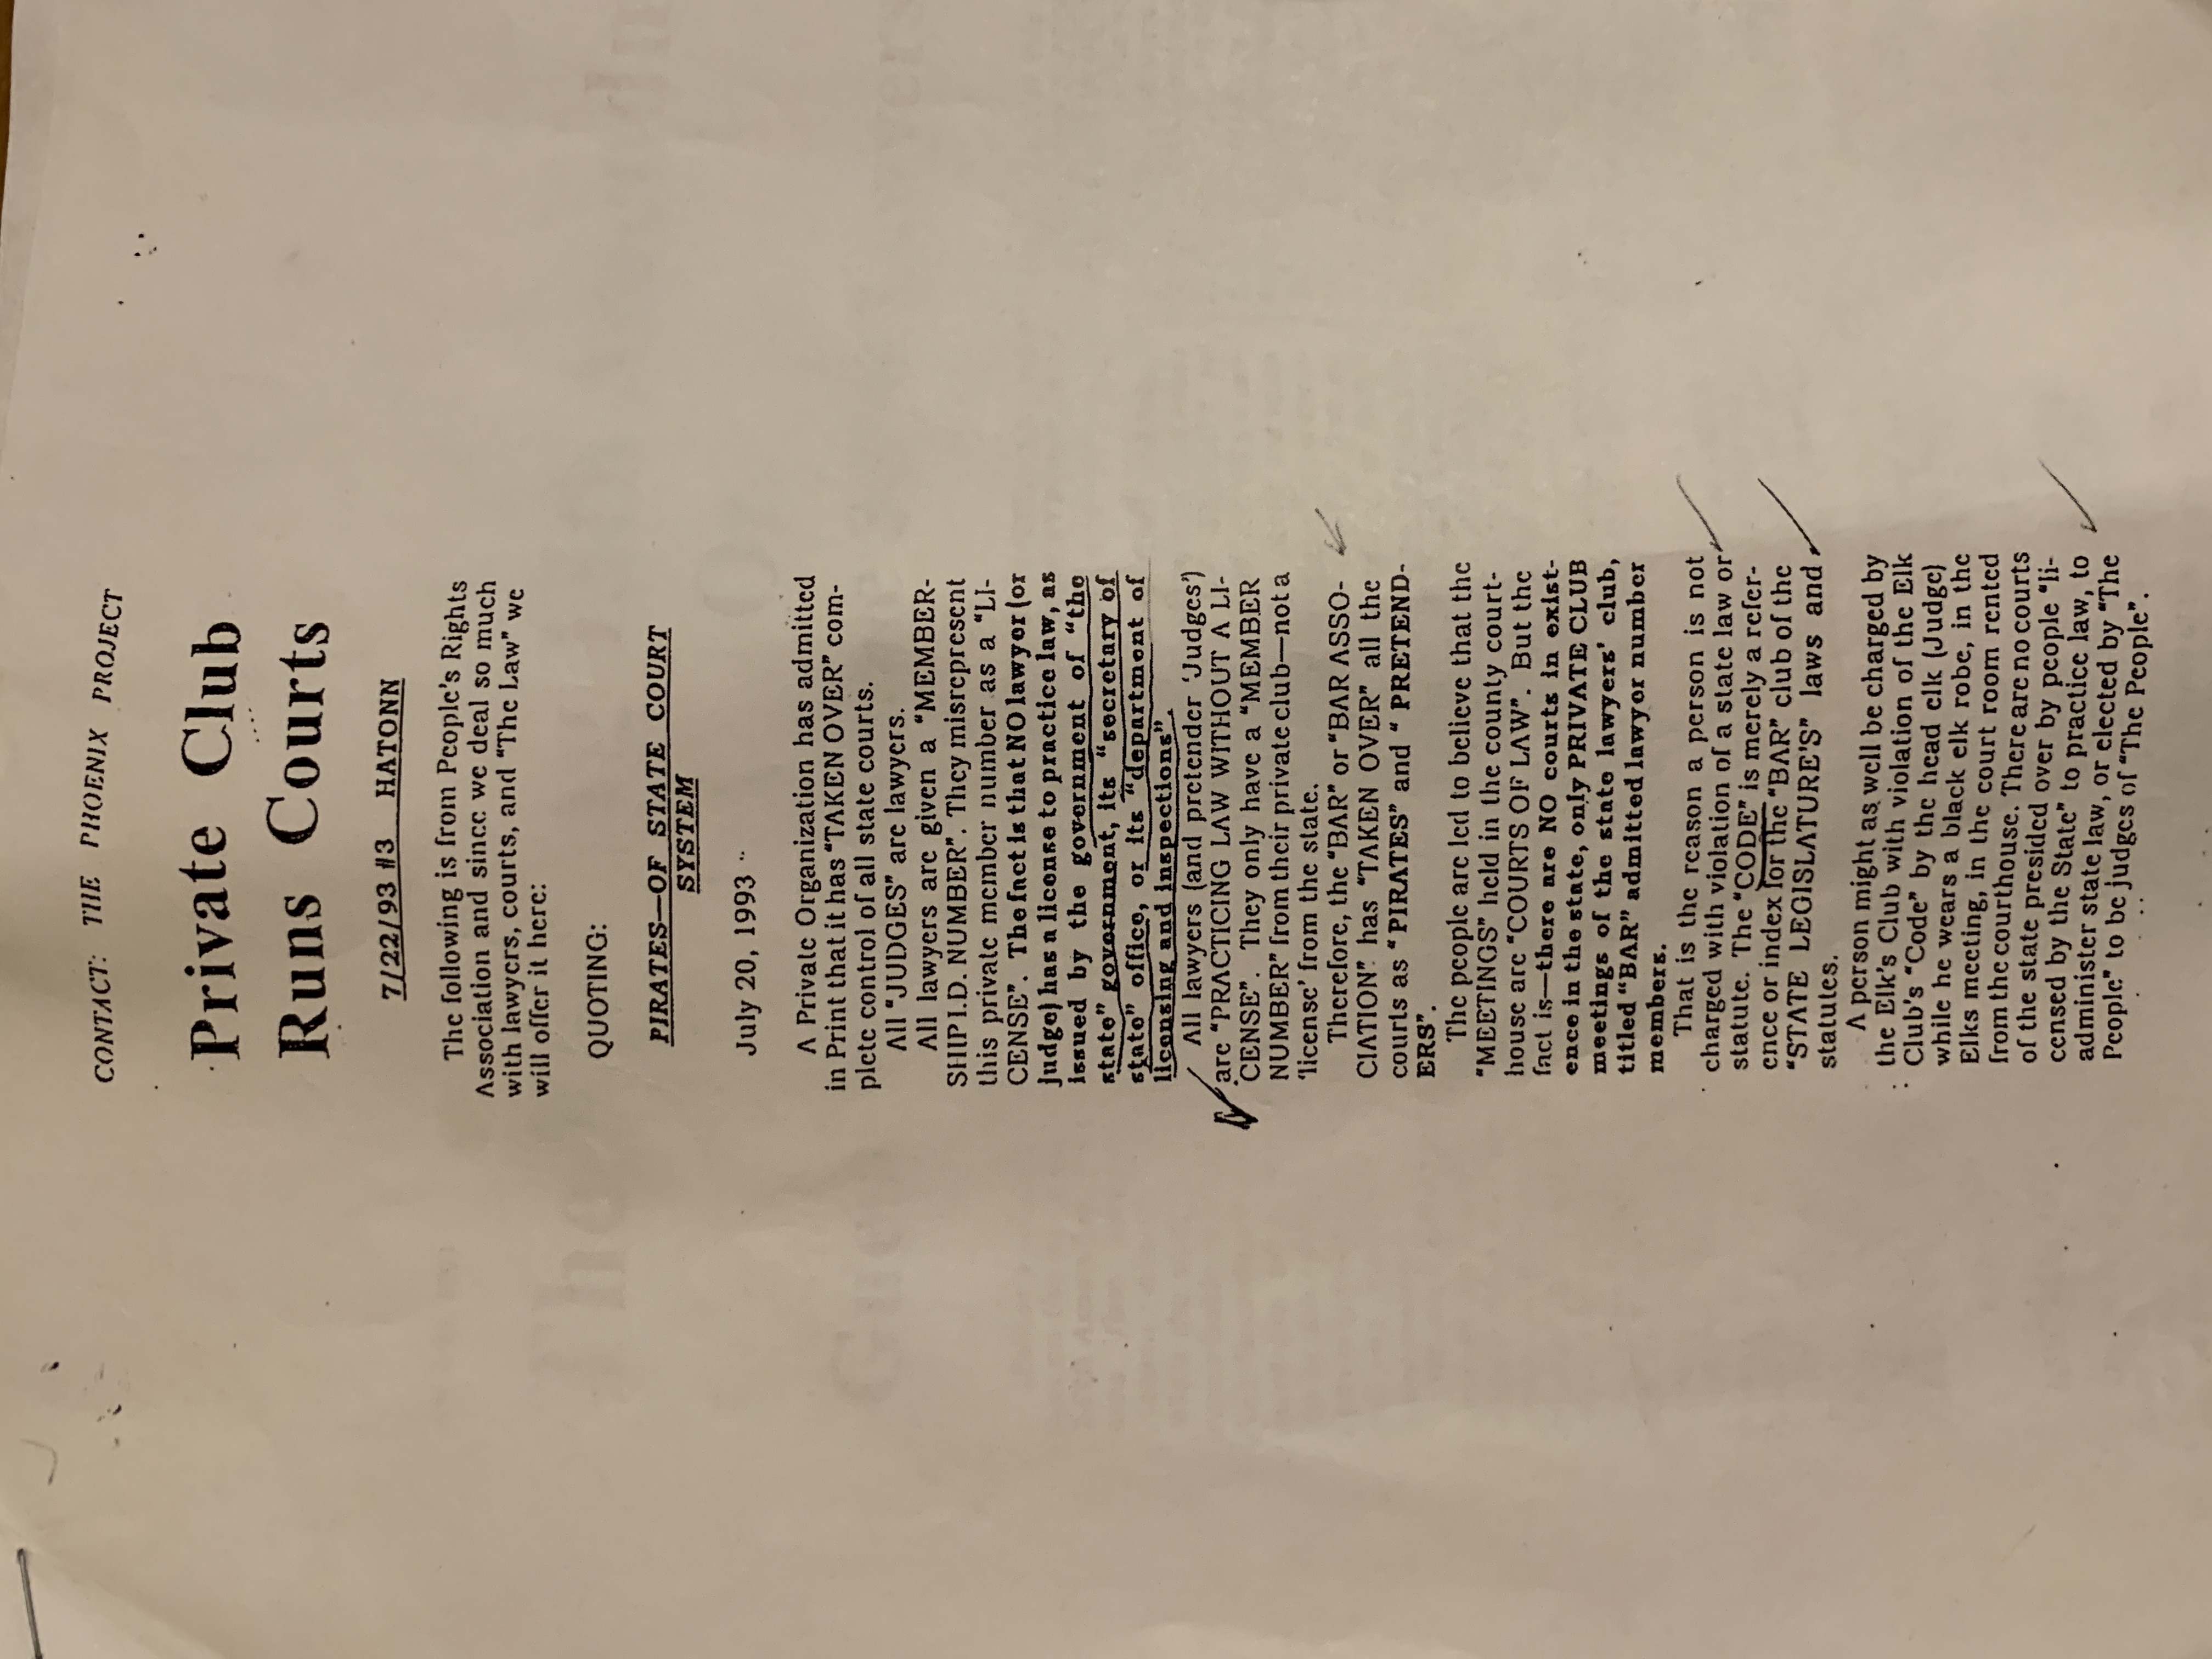 CONTACT: THE PHOENIX PROJECT
Private Club
Runs Courts
7/22/93 #3 HATONN
The following is from People's Rights
Association and since we deal so much
with lawyers, courts, and "The Law" we
will offer it here:
QUOTING:
PIRATES—OF STATE COURT
SYSTEM
July 20, 1993
A Private Organization has admitted
in Print that it has "TAKEN OVER" com-
plete control of all state courts.
All "JUDGES" are lawyers.
All lawyers are given a "MEMBER-
SHIP I.D. NUMBER". They misrepresent
this private member number as a "LI-
CENSE". The fact is that NO lawyer (or
judge) has a license to practice law, as
issued by the government of "the
state" government, its "secretary of
state" office, or its "department of
licensing and inspections".
All lawyers (and pretender 'Judges')
are "PRACTICING LAW WITHOUT A LI-
CENSE". They only have a "MEMBER
NUMBER" from their private club—not a
'license' from the state.
Therefore, the "BAR" or "BAR ASSO-
CIATION" has "TAKEN OVER" all the
courts as "PIRATES" and "PRETEND-
ERS".
The people are led to believe that the
"MEETINGS" held in the county court-
house are "COURTS OF LAW". But the
fact is—there are NO courts in exist-
ence in the state, only PRIVATE CLUB
meetings of the state lawyers' club,
titled "BAR" admitted lawyer number
members.
That is the reason a person is not
charged with violation of a state law or
statute. The "CODE" is merely a refer-
ence or index for the "BAR" club of the
"STATE LEGISLATURE'S" laws and
statutes.
A person might as well be charged by
the Elk's Club with violation of the Elk
Club's "Code" by the head elk (Judge)
while he wears a black elk robe, in the
Elks meeting, in the court room rented
from the courthouse. There are no courts
of the state presided over by people "li-
censed by the State" to practice law, to
administer state law, or elected by "The
People" to be judges of "The People".